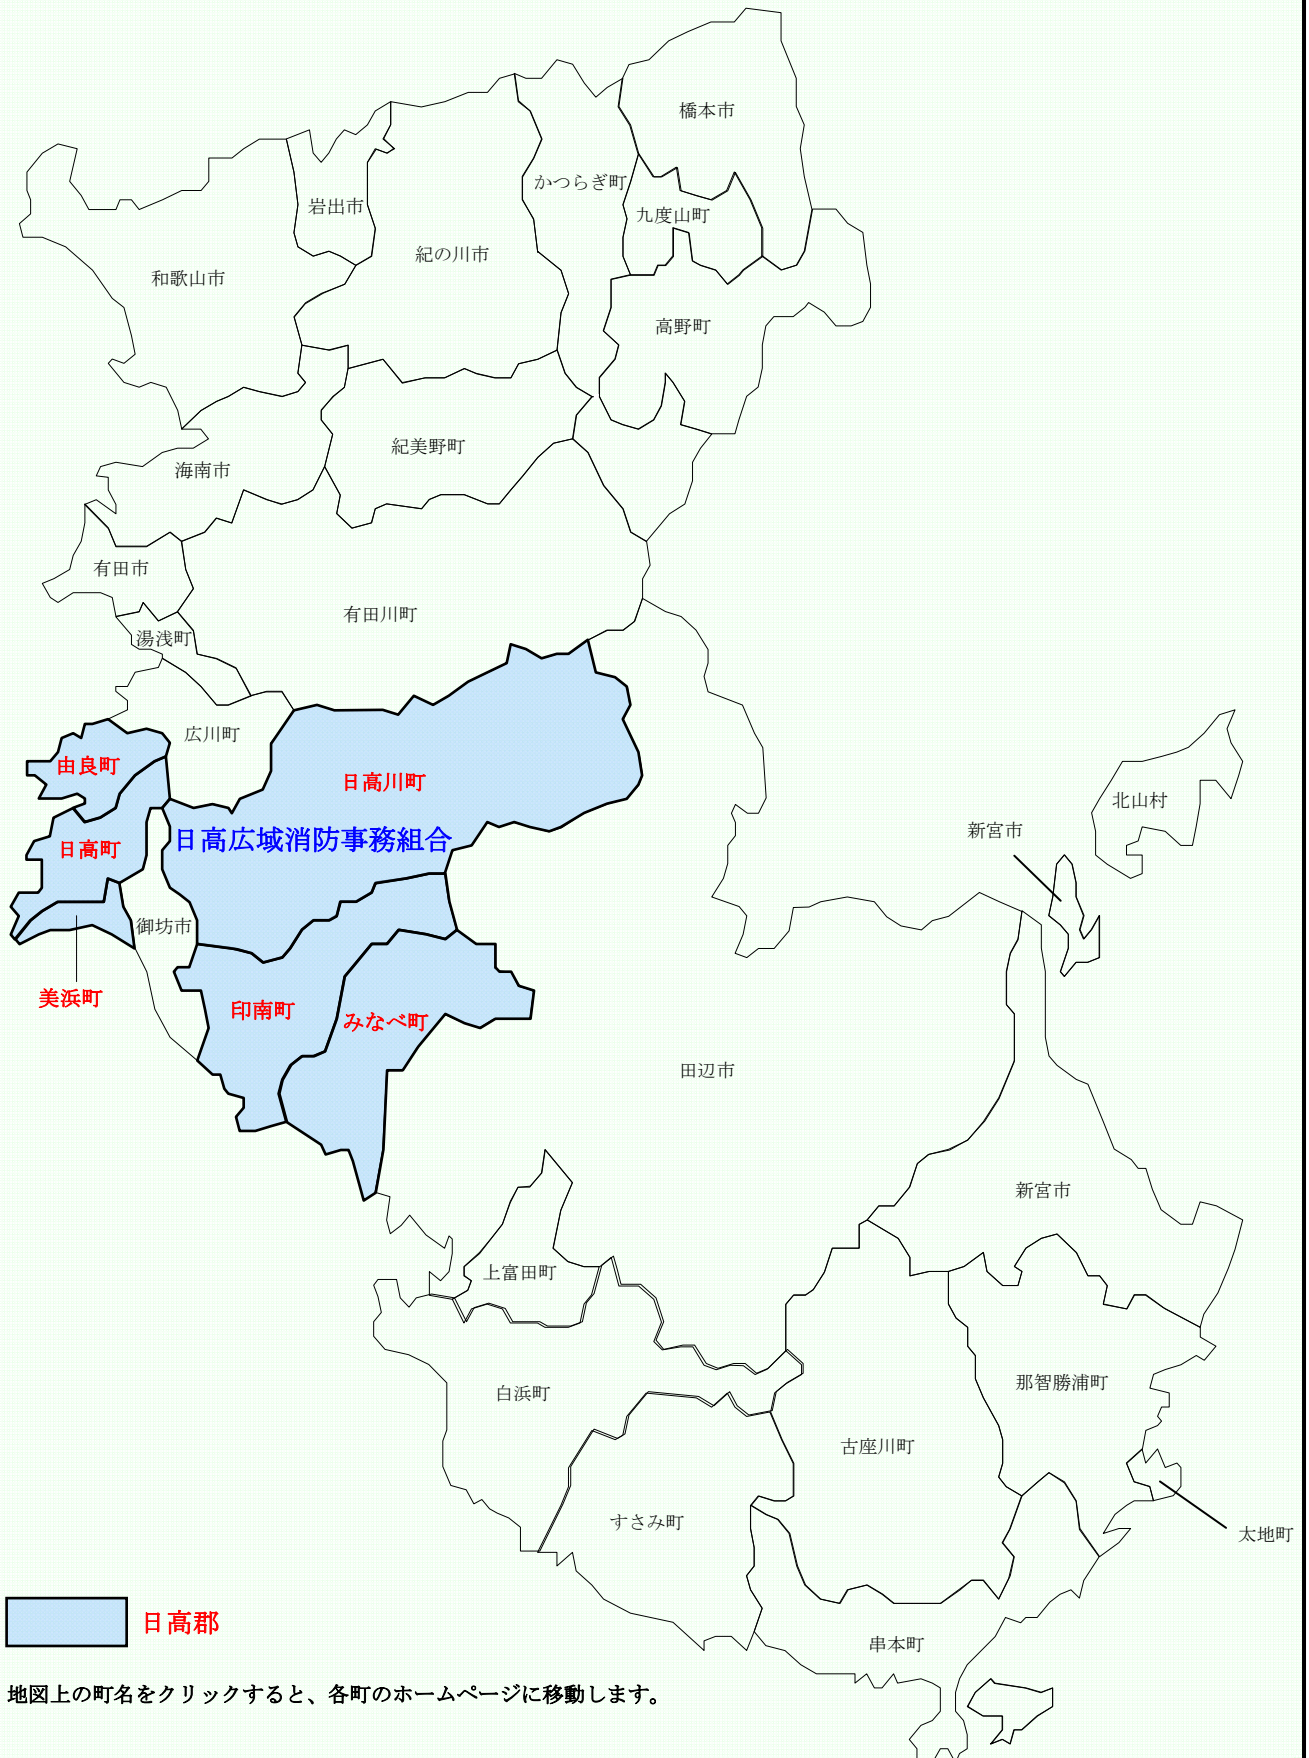 橋本市
かつらぎ町
岩出市
九度山町
紀の川市
和歌山市
高野町
紀美野町
海南市
有田市
有田川町
湯浅町
広川町
由良町
日高川町
北山村
新宮市
日高広域消防事務組合
日高町
御坊市
美浜町
印南町
みなべ町
田辺市
新宮市
上富田町
那智勝浦町
白浜町
古座川町
すさみ町
太地町
日高郡
串本町
地図上の町名をクリックすると、各町のホームページに移動します。